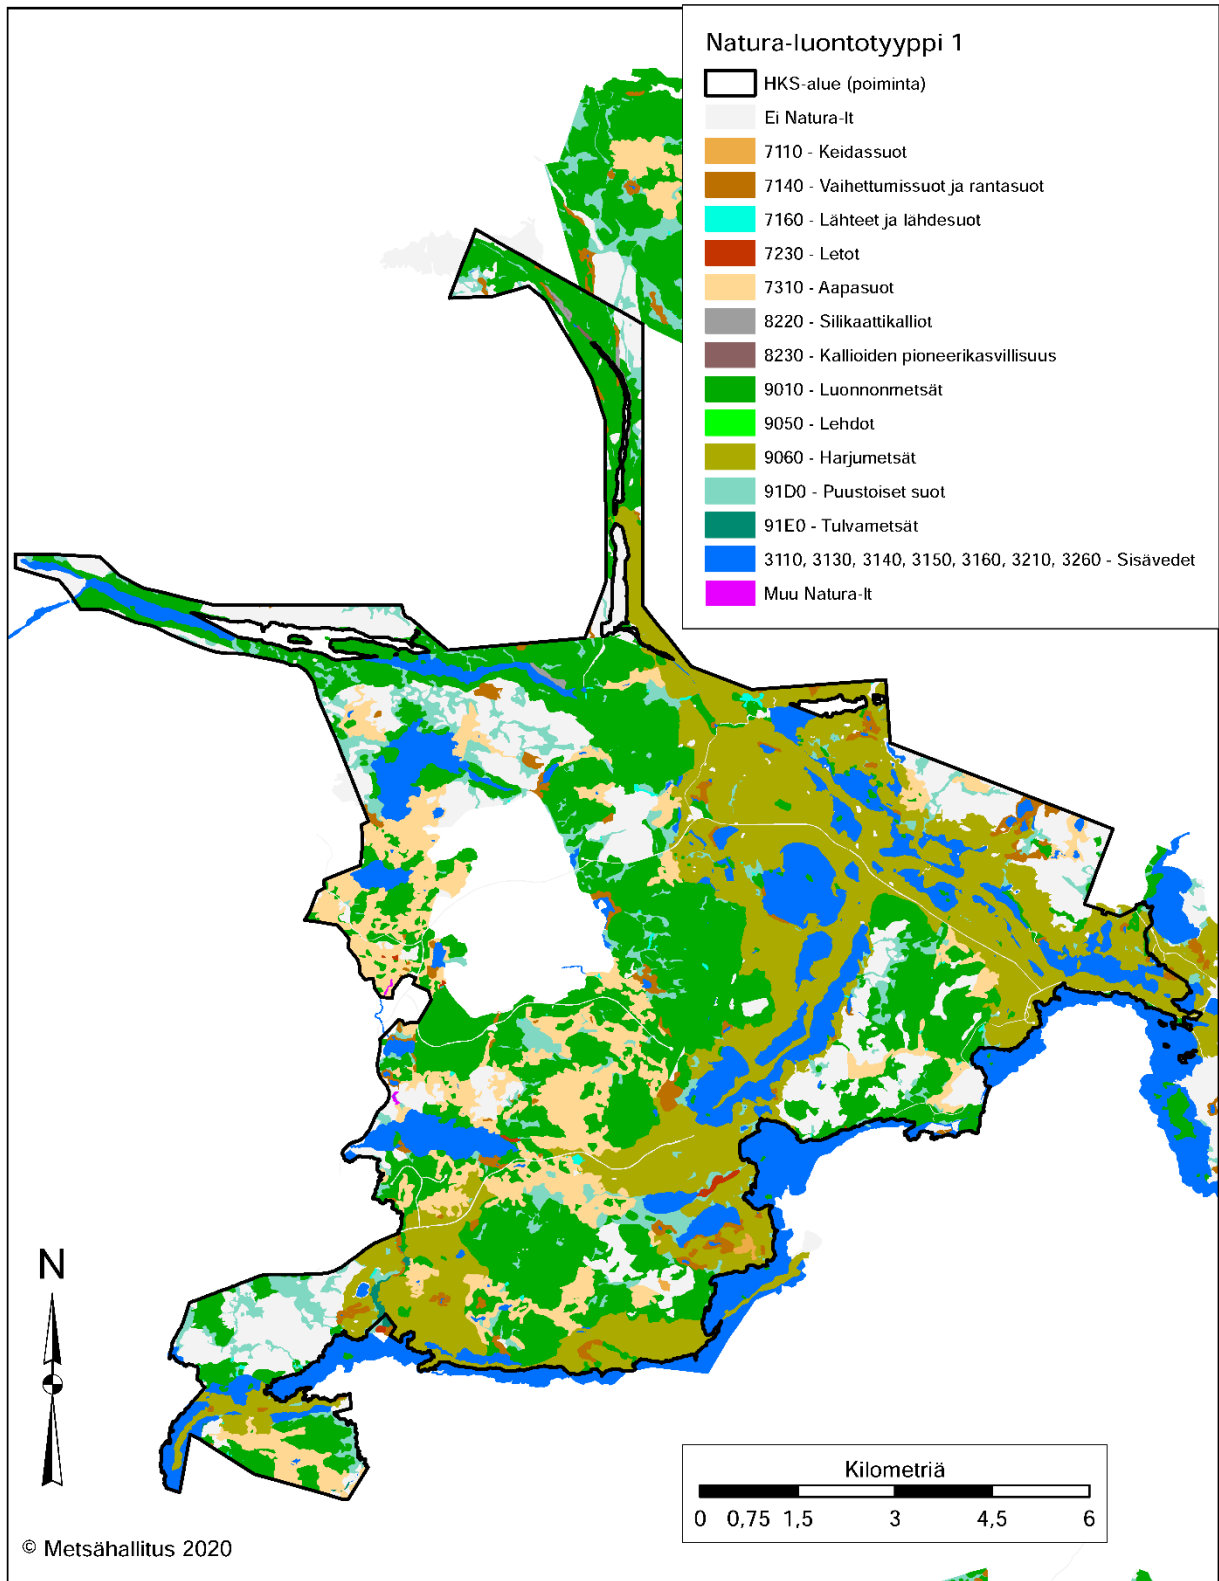 Natura-luontotyyppi 1
HKS-alue (poiminta)
Ei Natura-lt
7110 - Keidassuot
7140 - Vaihettumissuot ja rantasuot
7160 - Lähteet ja lähdesuot
7230 - Letot
7310 - Aapasuot
8220 - Silikaattikalliot
8230 - Kallioiden pioneerikasvillisuus
9010 - Luonnonmetsät
9050 - Lehdot
9060 - Harjumetsät
91D0 - Puustoiset suot
91E0 - Tulvametsät
3110, 3130, 3140, 3150, 3160, 3210, 3260 - Sisävedet
Muu Natura-lt
N
Kilometriä
0 0,75 1,5 3 4,5 6
© Metsähallitus 2020